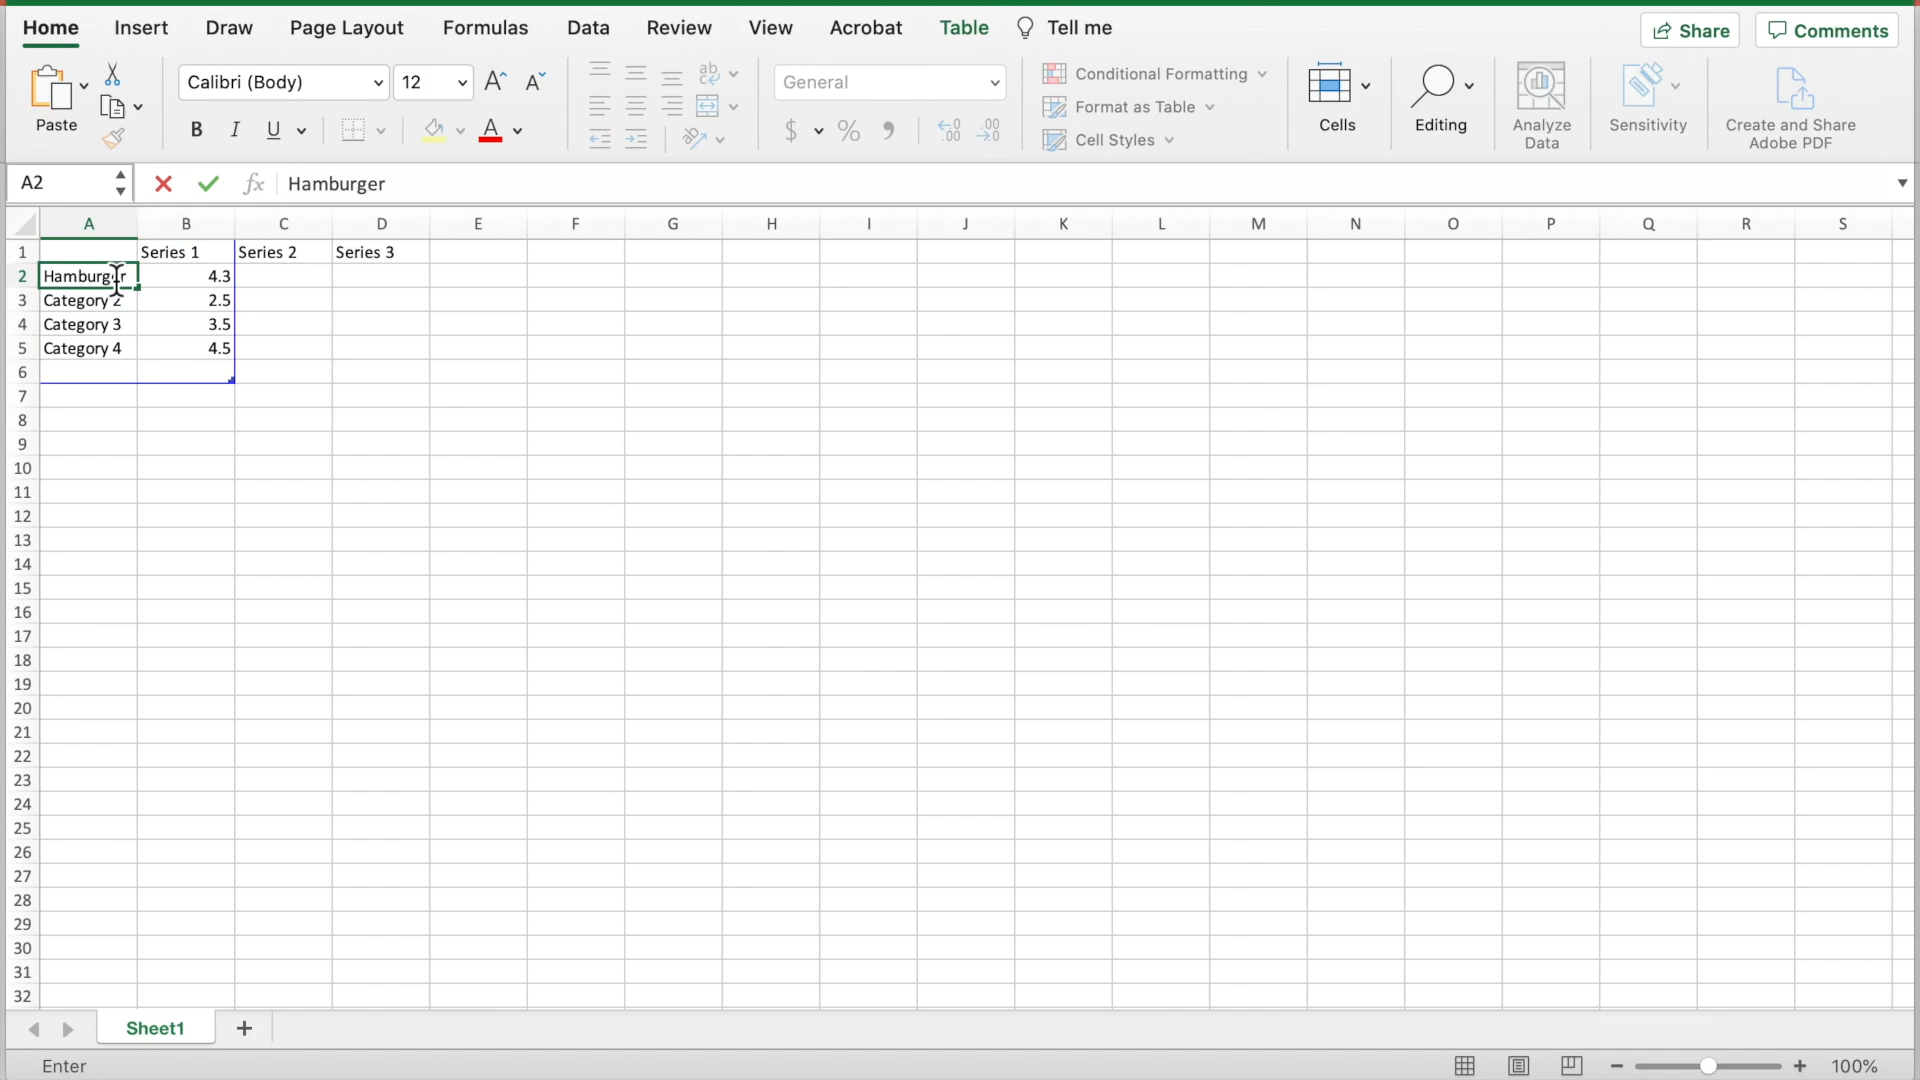 Home Insert Draw Page Layout Formulas Data Review View Acrobat Table Tell me Share Comments
Paste
Calibri (Body) 12
B I U A
ab
General
$ % 9
Conditional Formatting
Format as Table
Cell Styles
Cells
Editing
Analyze
Data
Sensitivity
Create and Share
Adobe PDF
A2 fx Hamburger
A B C D E F G H I J K L M N O P Q R S
1 Series 1 Series 2 Series 3
2 Hamburger 4.3
3 Category 2 2.5
4 Category 3 3.5
5 Category 4 4.5
6
7
8
9
10
11
12
13
14
15
16
17
18
19
20
21
22
23
24
25
26
27
28
29
30
31
32
Sheet1 +
Enter 100%